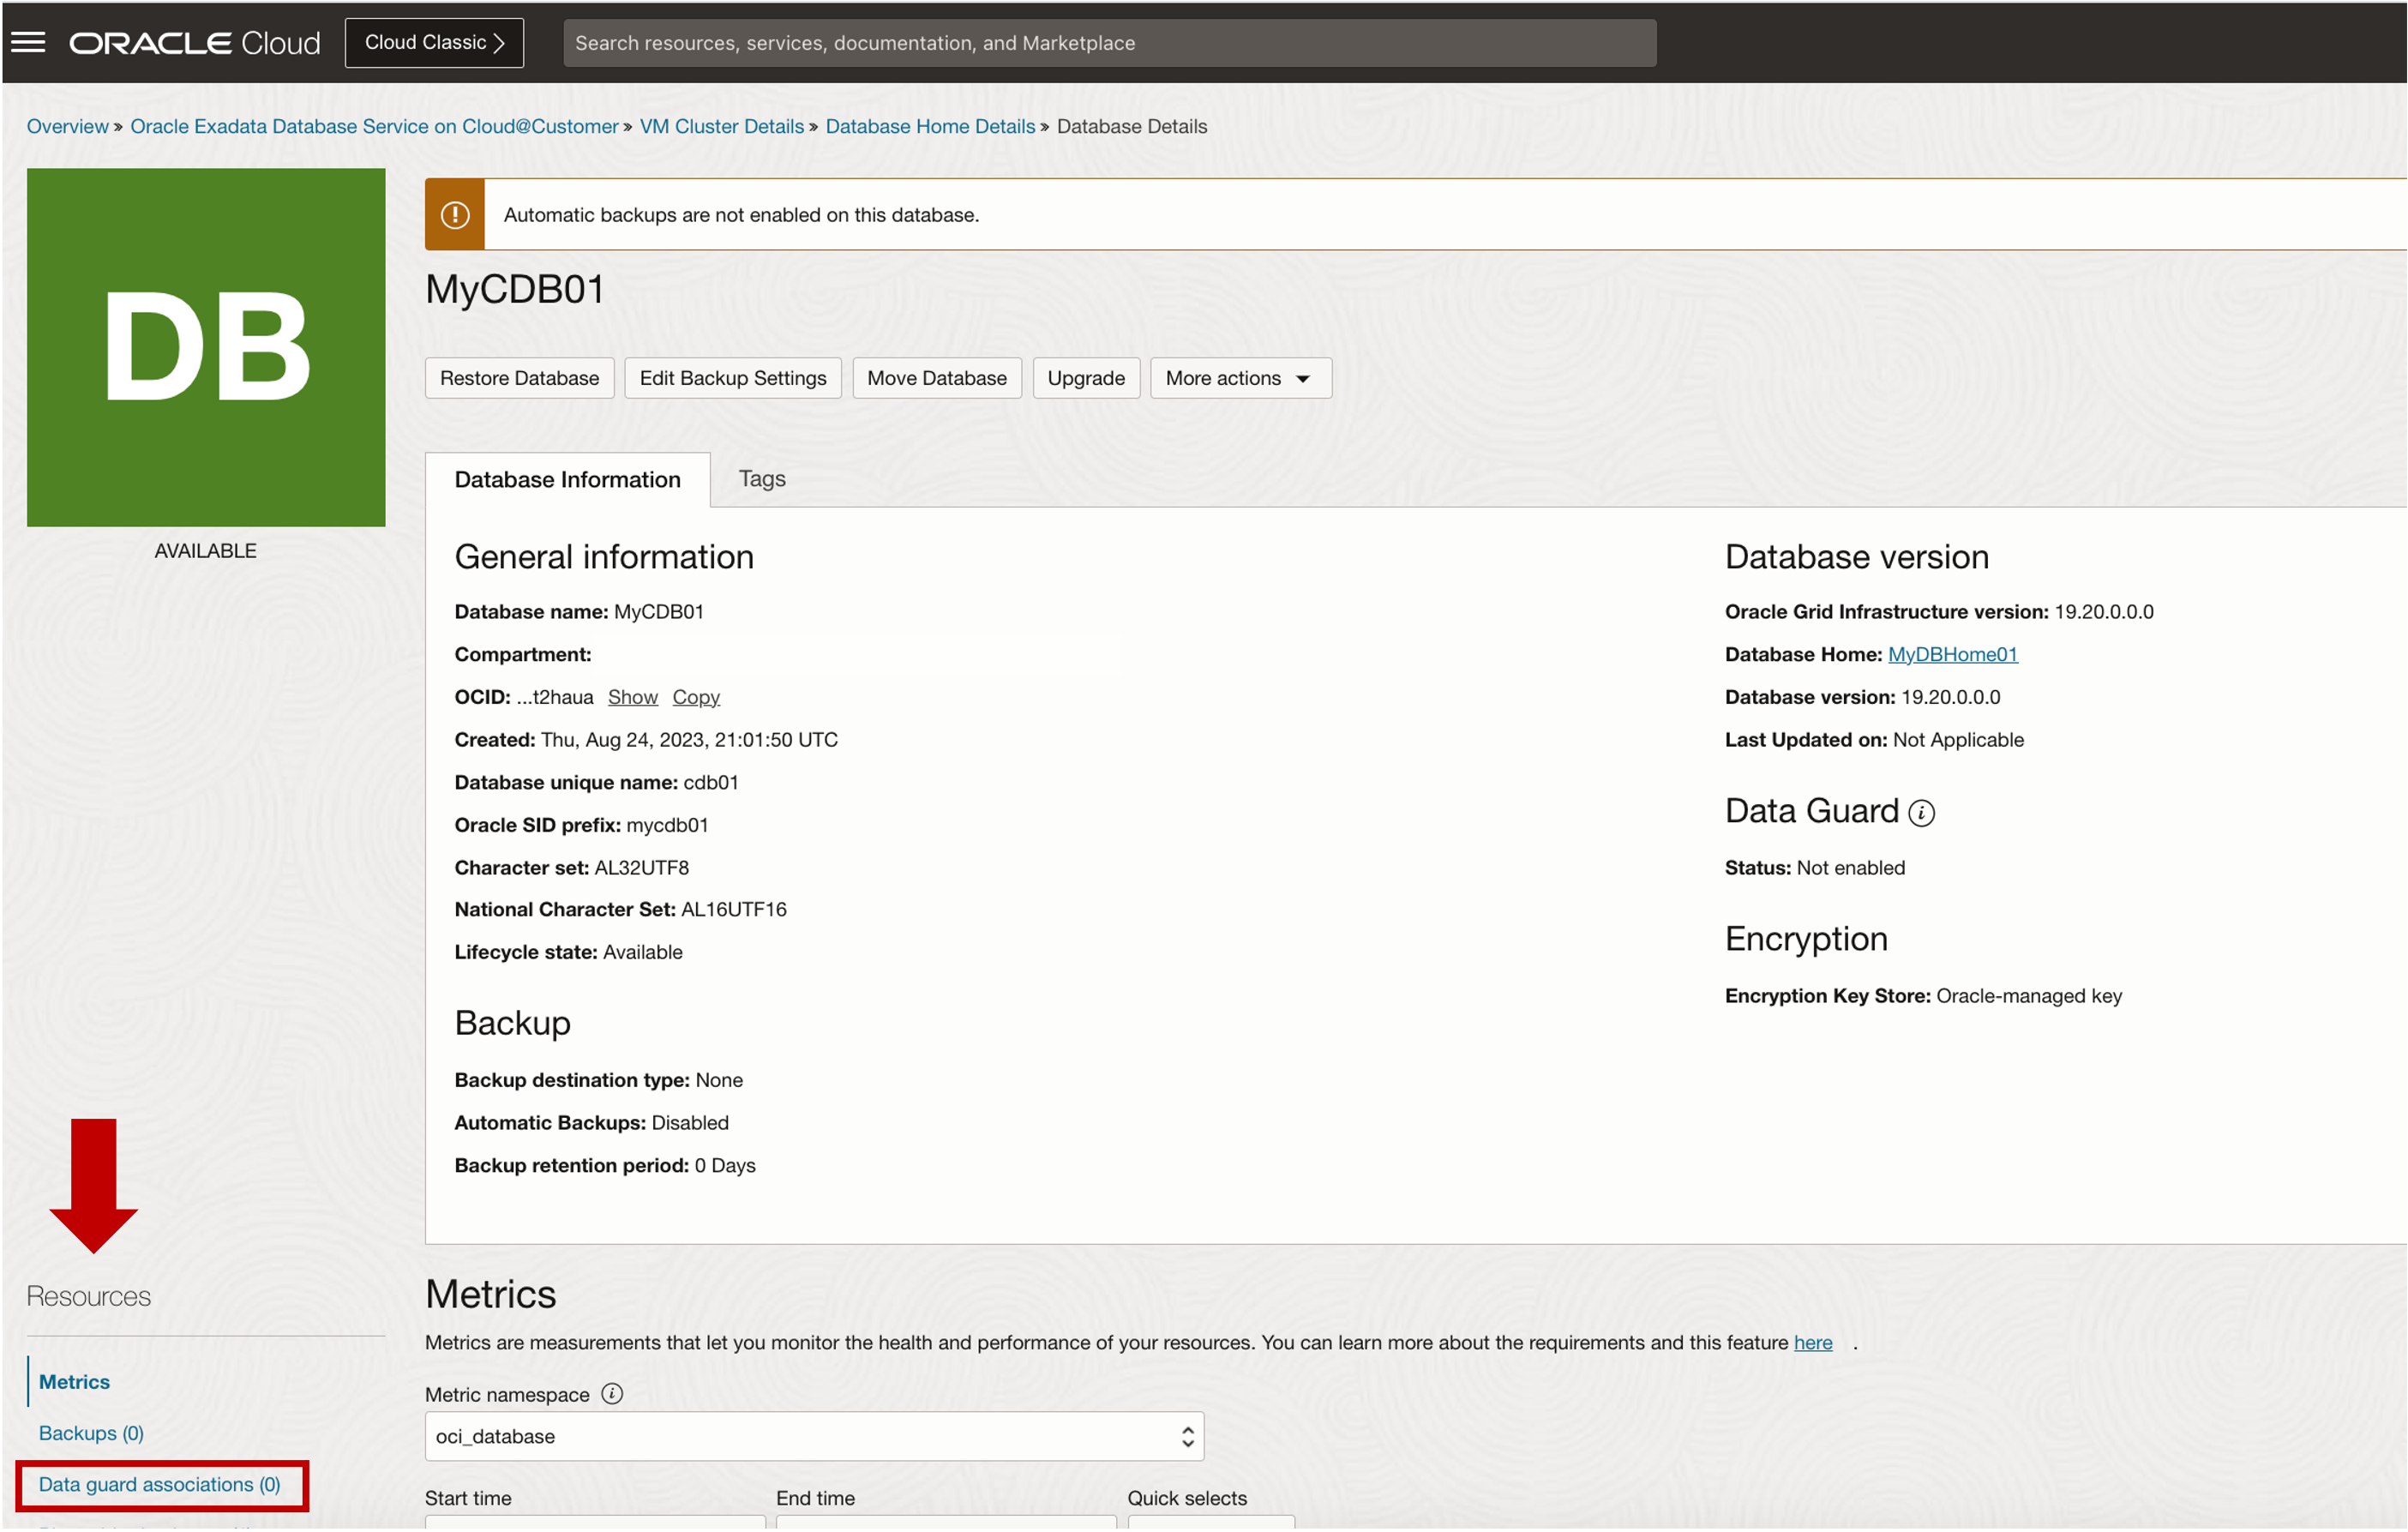 ORACLE Cloud
Cloud Classic
Search resources, services, documentation, and Marketplace
Overview » Oracle Exadata Database Service on Cloud@Customer » VM Cluster Details » Database Home Details » Database Details
DB
AVAILABLE
Automatic backups are not enabled on this database.
MyCDB01
Restore Database
Edit Backup Settings
Move Database
Upgrade
More actions
Database Information
Tags
General information
Database name: MyCDB01
Compartment:
OCID: ...t2haua Show Copy
Created: Thu, Aug 24, 2023, 21:01:50 UTC
Database unique name: cdb01
Oracle SID prefix: mycdb01
Character set: AL32UTF8
National Character Set: AL16UTF16
Lifecycle state: Available
Backup
Backup destination type: None
Automatic Backups: Disabled
Backup retention period: 0 Days
Database version
Oracle Grid Infrastructure version: 19.20.0.0.0
Database Home: MyDBHome01
Database version: 19.20.0.0.0
Last Updated on: Not Applicable
Data Guard
Status: Not enabled
Encryption
Encryption Key Store: Oracle-managed key
Resources
Metrics
Backups (0)
Data guard associations (0)
Metrics
Metrics are measurements that let you monitor the health and performance of your resources. You can learn more about the requirements and this feature here .
Metric namespace
oci_database
Start time
End time
Quick selects